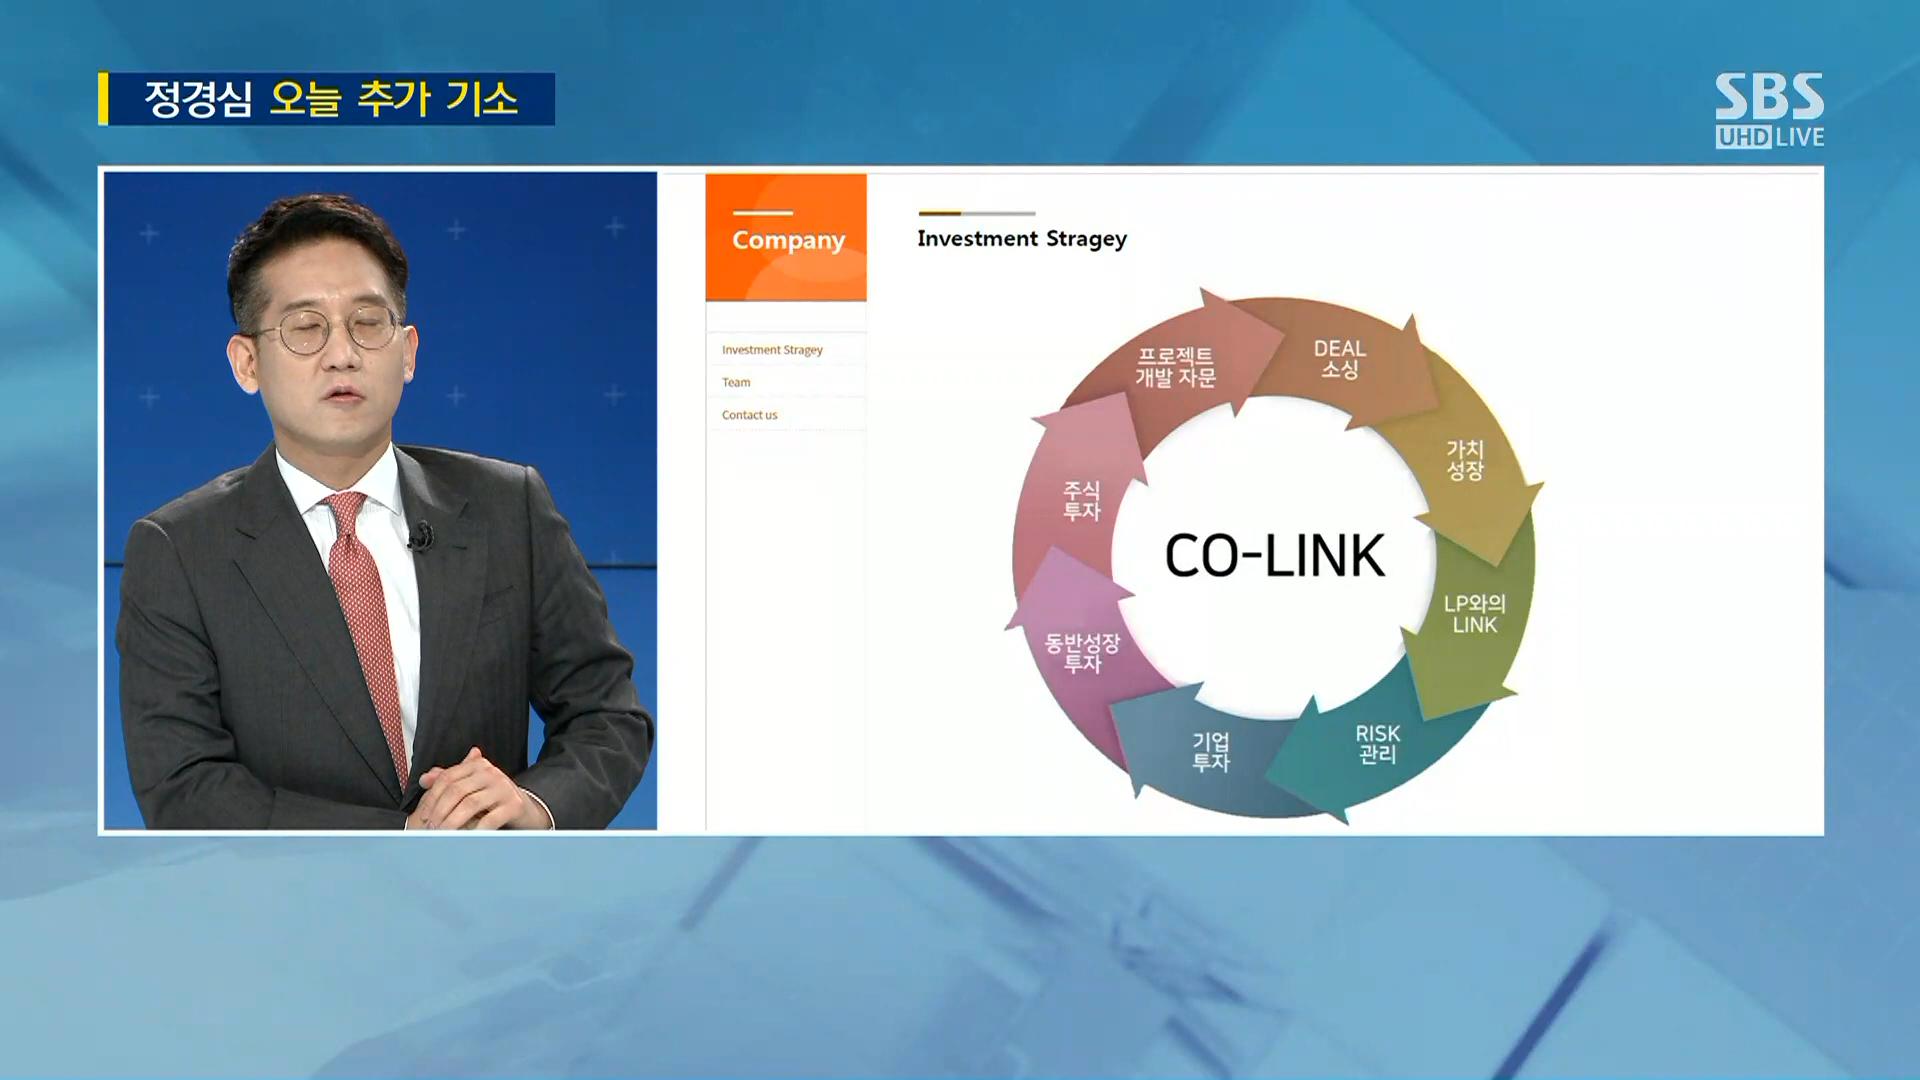 정경심 오늘 추가 기소
SBS
UHD LIVE
Company
Investment Stragey
Team
Contact us
Investment Stragey
프로젝트
개발 자문
DEAL
소싱
가치
성장
LP와의
LINK
RISK
관리
기업
투자
동반성장
투자
주식
투자
CO-LINK